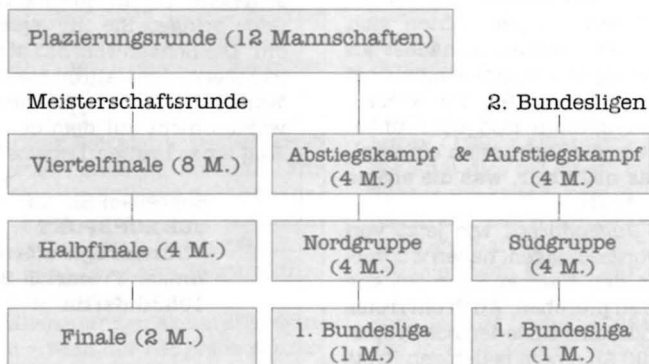 Plazierungsrunde (12 Mannschaften)
Meisterschaftsrunde
2. Bundesligen
Viertelfinale (8 M.)
Abstiegskampf & Aufstiegskampf
(4 M.) (4 M.)
Halbfinale (4 M.)
Nordgruppe
(4 M.)
Südgruppe
(4 M.)
Finale (2 M.)
1. Bundesliga
(1 M.)
1. Bundesliga
(1 M.)